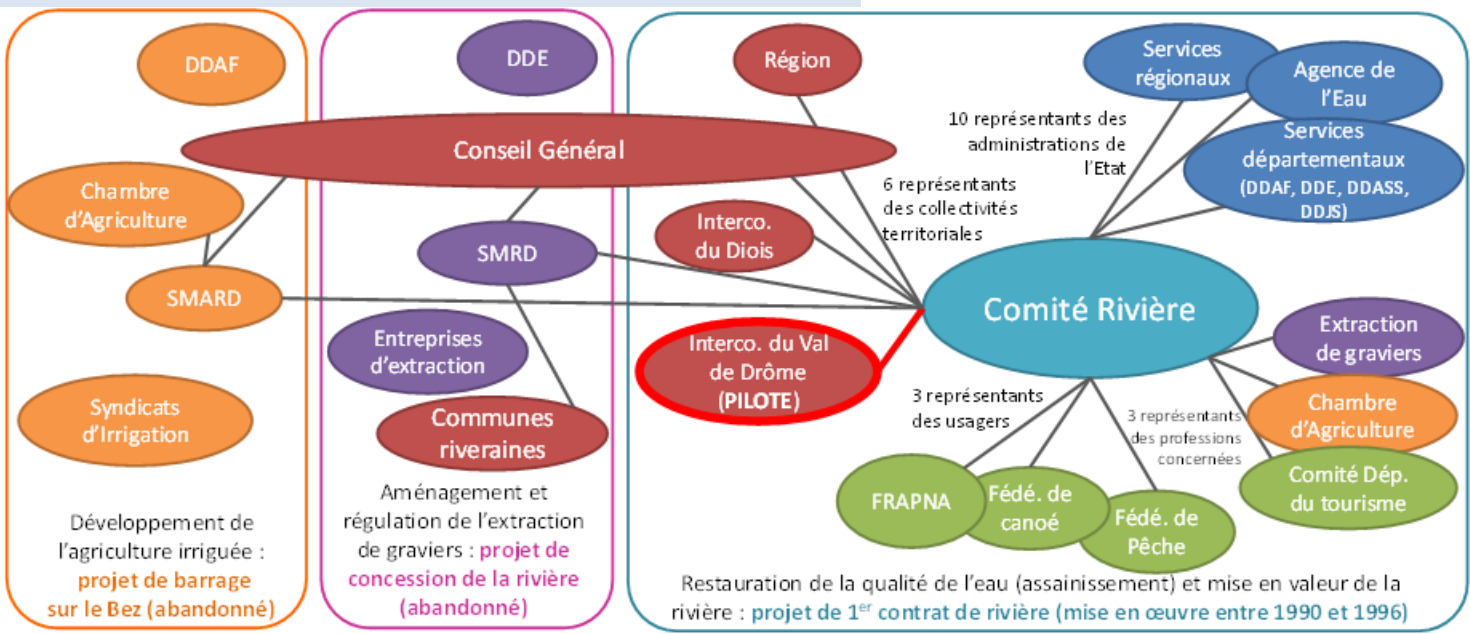 DDAF
Chambre
d'Agriculture
SMARD
Syndicats
d'Irrigation
Développement de
l'agriculture irriguée :
projet de barrage
sur le Bez (abandonné)
DDE
Conseil Général
SMRD
Entreprises
d'extraction
Communes
riveraines
Aménagement et
régulation de l'extraction
de graviers : projet de
concession de la rivière
(abandonné)
Région
Interco.
du Diois
Interco. du Val
de Drôme
(PILOTE)
6 représentants
des collectivités
territoriales
10 représentants des
administrations de
l'Etat
Services
régionaux
Agence de
l'Eau
Services
départementaux
(DDAF, DDE, DDASS,
DDJS)
Comité Rivière
3 représentants
des usagers
FRAPNA
Fédé. de
canoé
Fédé. de
Pêche
3 représentants
des professions
concernées
Extraction
de graviers
Chambre
d'Agriculture
Comité Dép.
du tourisme
Restauration de la qualité de l'eau (assainissement) et mise en valeur de la
rivière : projet de 1er contrat de rivière (mise en œuvre entre 1990 et 1996)